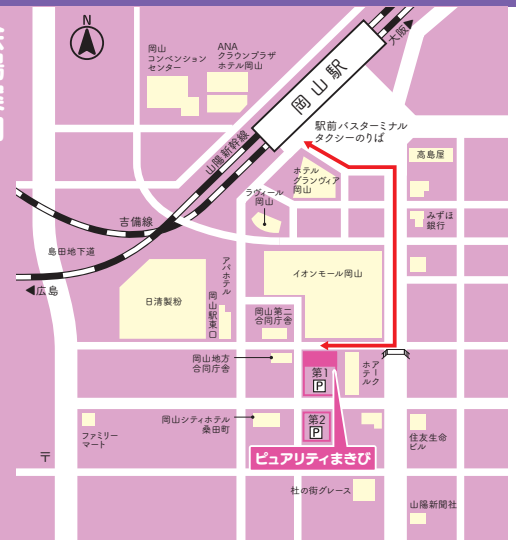 N
大阪
岡山
コンベンション
センター
ANA
クラウンプラザ
ホテル岡山
岡山駅
駅前バスターミナル
タクシーのりば
山陽新幹線
高島屋
ホテル
グランヴィア
岡山
ラヴィール
岡山
みずほ
銀行
吉備線
島田地下道
広島
イオンモール岡山
アパホテル
岡山駅東口
日清製粉
岡山第二
合同庁舎
岡山地方
合同庁舎
第1
P
ホテル
アーク
岡山シティホテル
桑田町
第2
P
ファミリー
マート
住友生命
ビル
〒
ピュアリティまきび
杜の街グレース
山陽新聞社